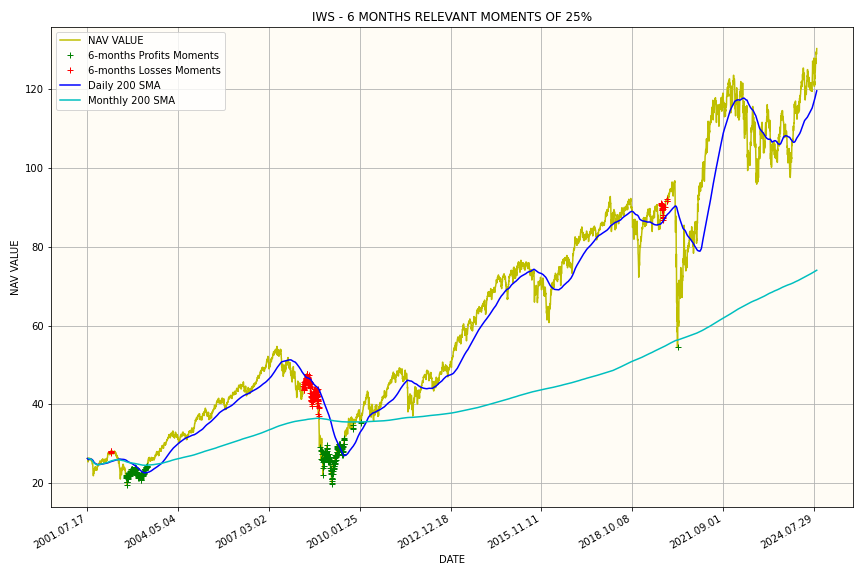 IWS - 6 MONTHS RELEVANT MOMENTS OF 25%
NAV VALUE
6-months Profits Moments
6-months Losses Moments
Daily 200 SMA
Monthly 200 SMA
120
100
80
60
40
20
NAV VALUE
2001.07.17
2004.05.04
2007.03.02
2010.01.25
2012.12.18
2015.11.11
2018.10.08
2021.09.01
2024.07.29
DATE